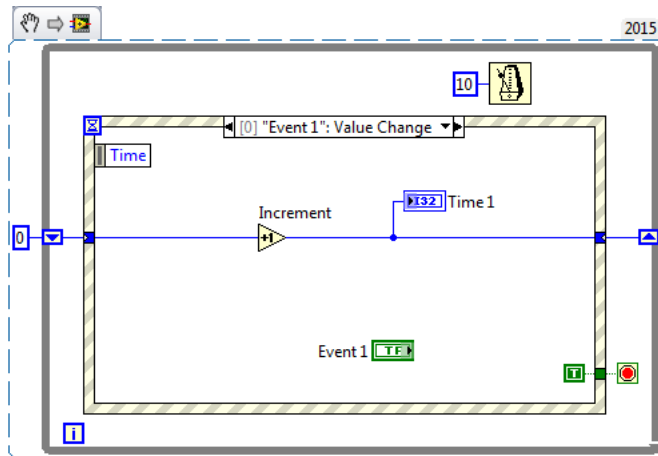 2015
10
[0] "Event 1": Value Change
Time
Increment
+1
I32
Time 1
0
Event 1
TF
T
i